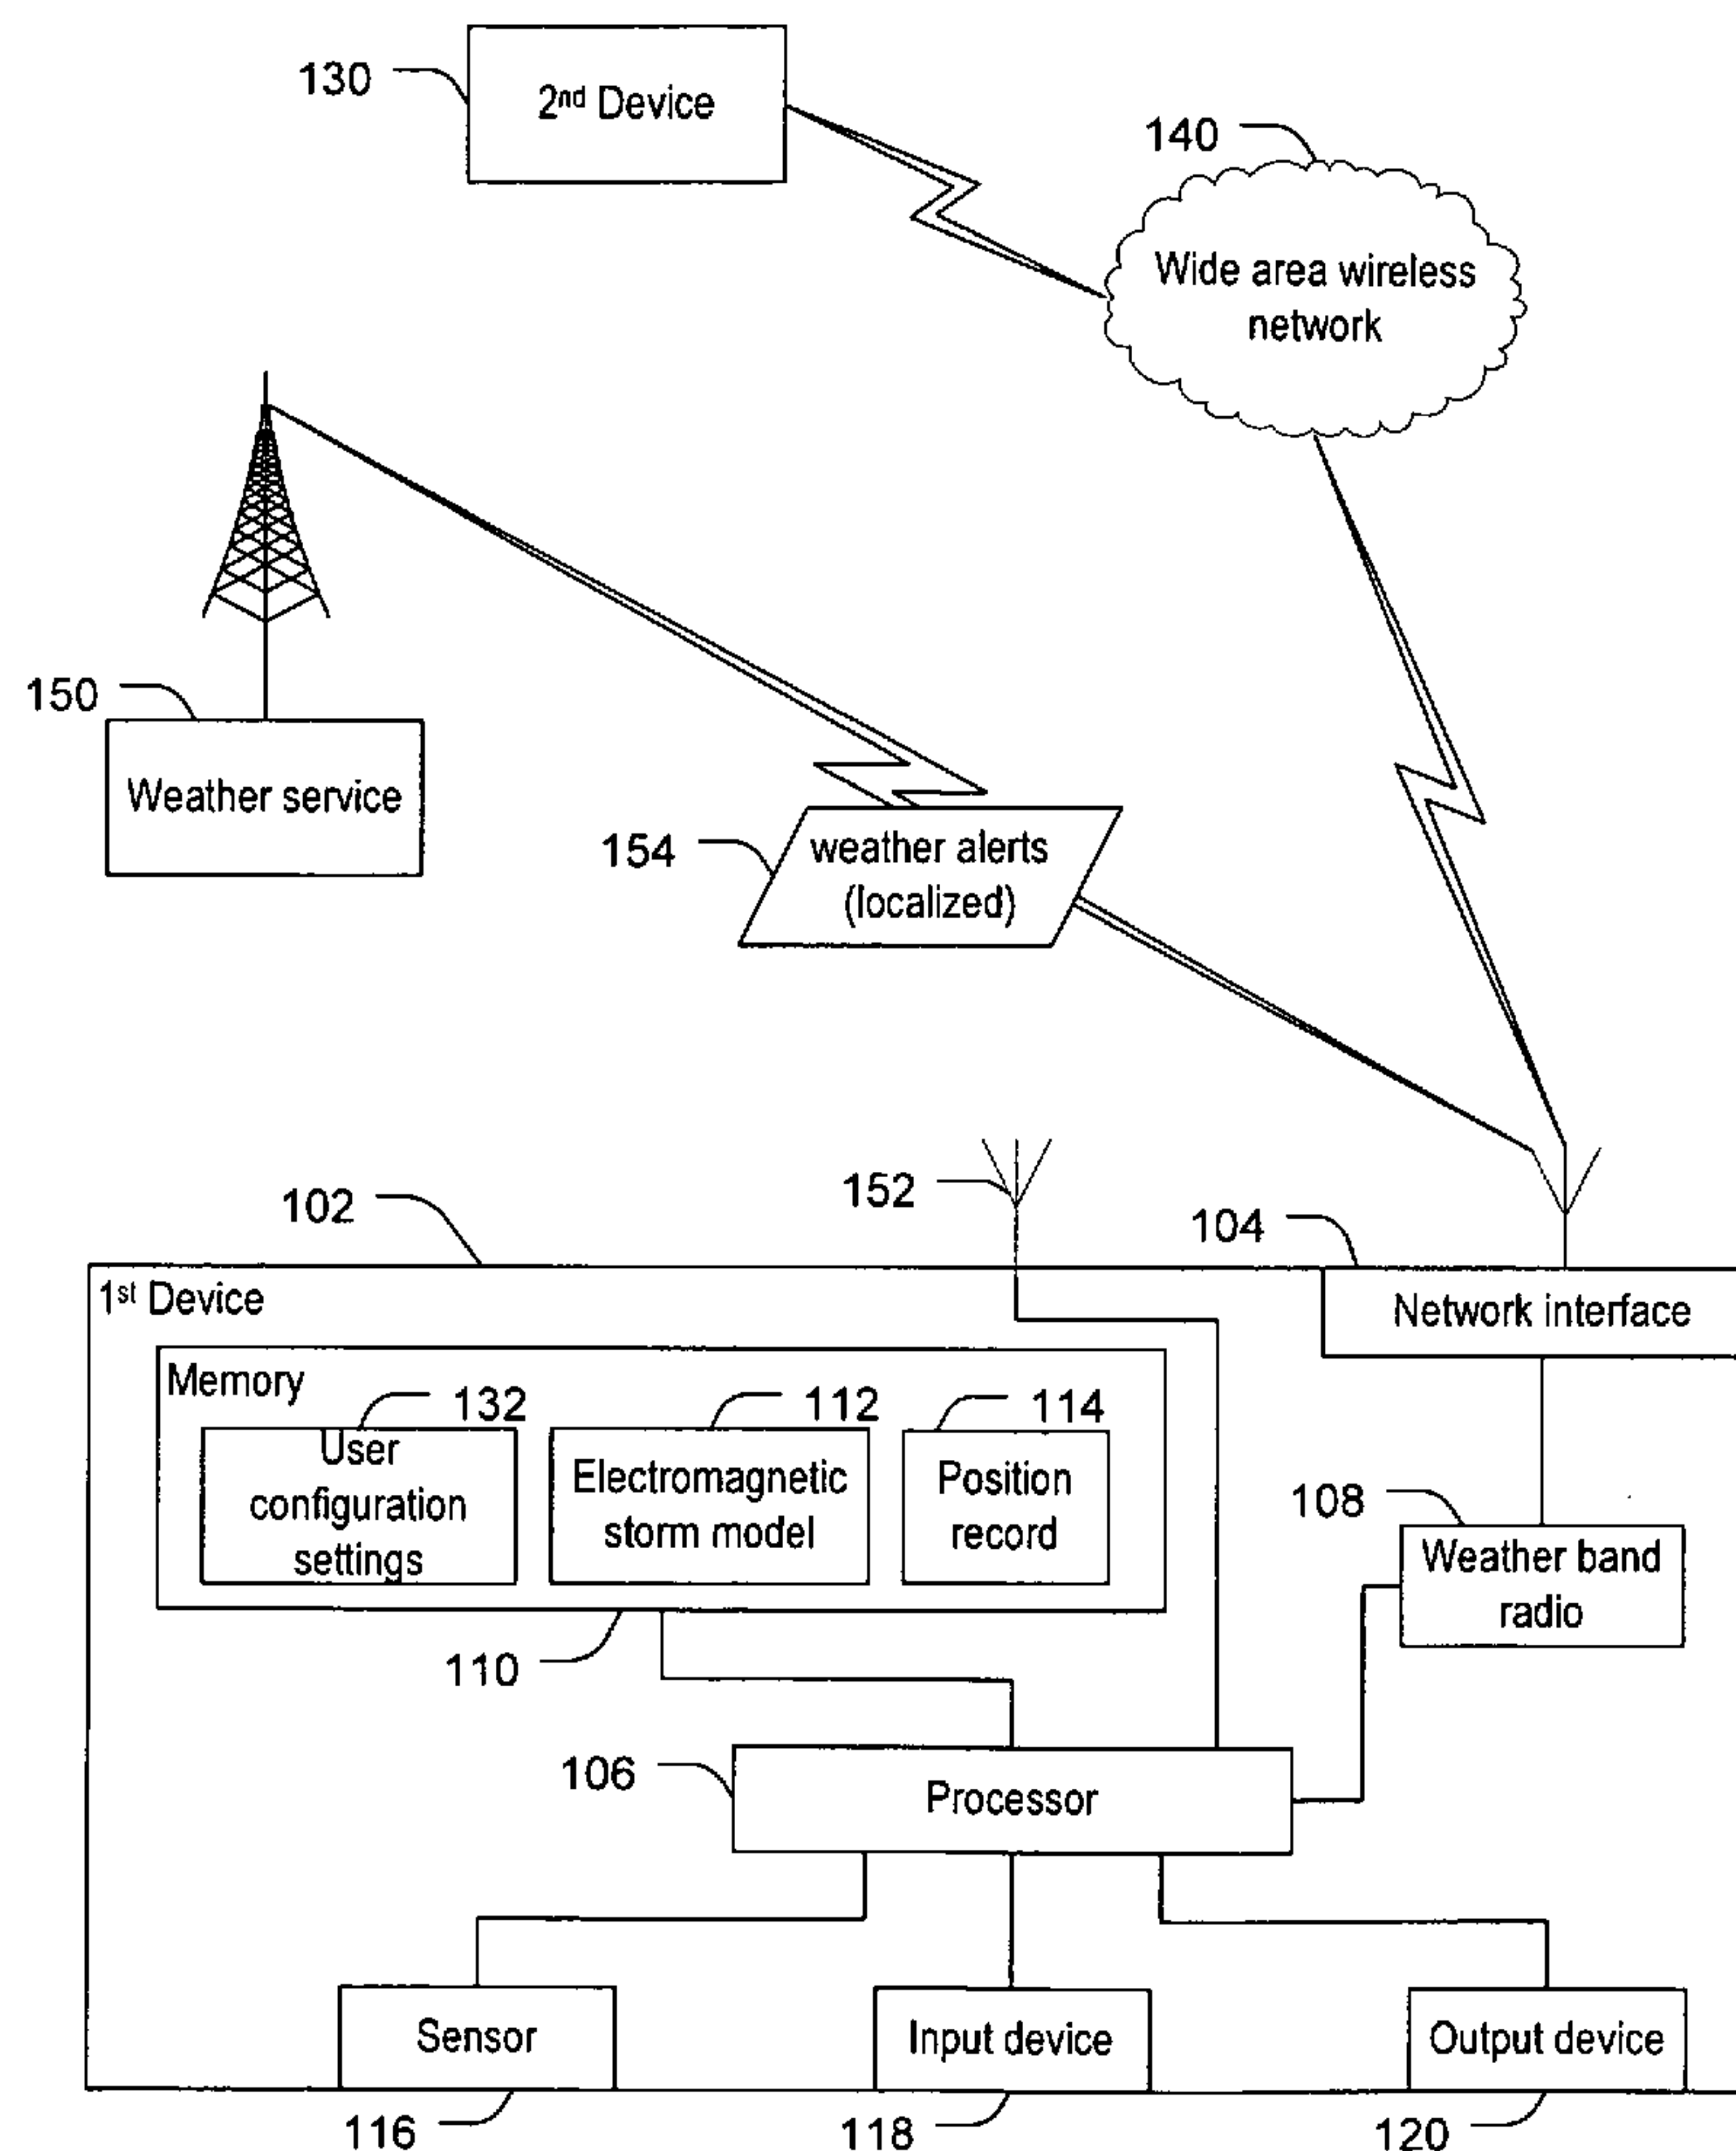 130
2nd Device
140
Wide area wireless
network
150
Weather service
154
weather alerts
(localized)
152
102
104
1st Device
Network interface
Memory
132
112
114
User
configuration
settings
Electromagnetic
storm model
Position
record
108
Weather band
radio
110
106
Processor
Sensor
Input device
Output device
116
118
120